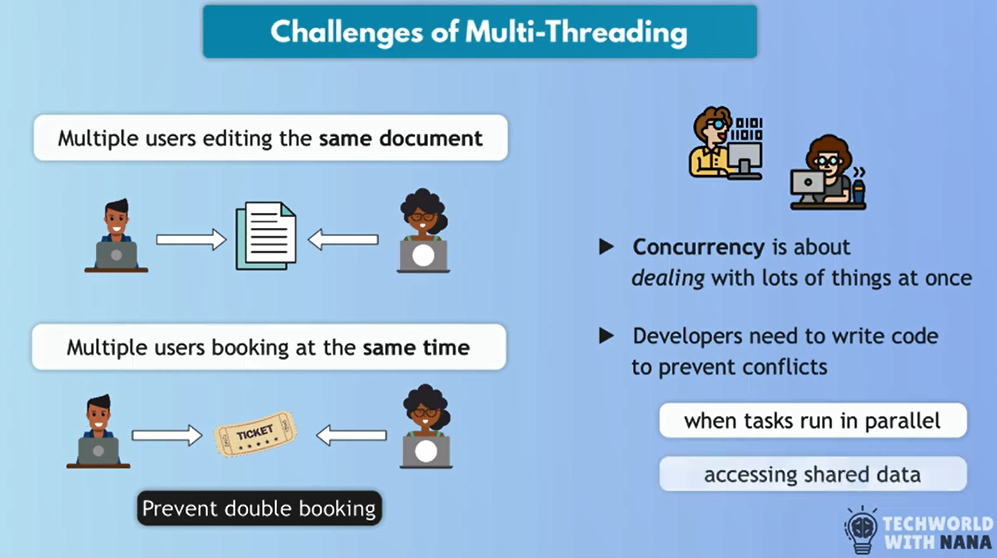 Challenges of Multi-Threading
Multiple users editing the same document
Multiple users booking at the same time
TICKET
Prevent double booking
0101
11010
▶ Concurrency is about
dealing with lots of things at once
▶ Developers need to write code
to prevent conflicts
when tasks run in parallel
accessing shared data
TECHWORLD
WITH NANA